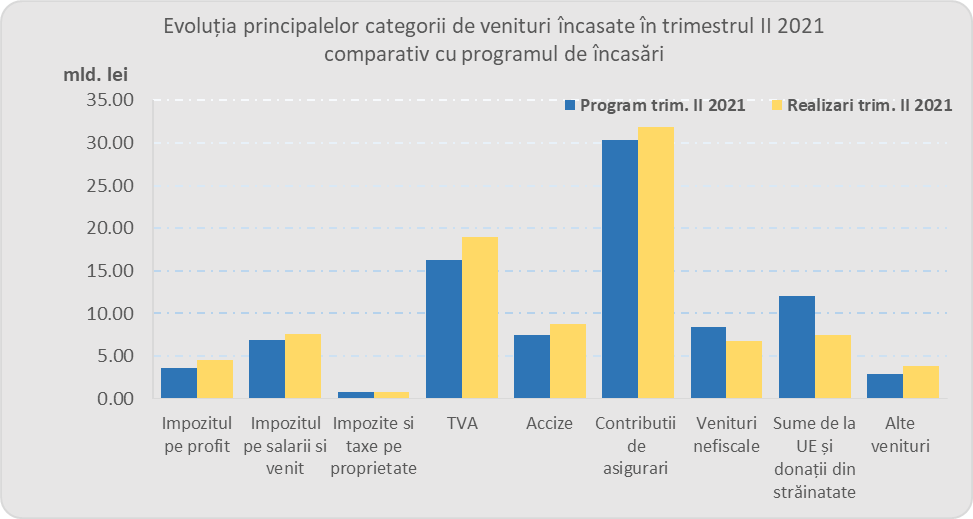 Evoluția principalelor categorii de venituri încasate în trimestrul II 2021
comparativ cu programul de încasări
mld. lei
35.00
30.00
25.00
20.00
15.00
10.00
5.00
0.00
Program trim. II 2021
Realizari trim. II 2021
Impozitul
pe profit
Impozitul
pe salarii si
venit
Impozite si
taxe pe
proprietate
TVA
Accize
Contributii
de
asigurari
Venituri
nefiscale
Sume de la
UE și
donații din
străinatate
Alte
venituri